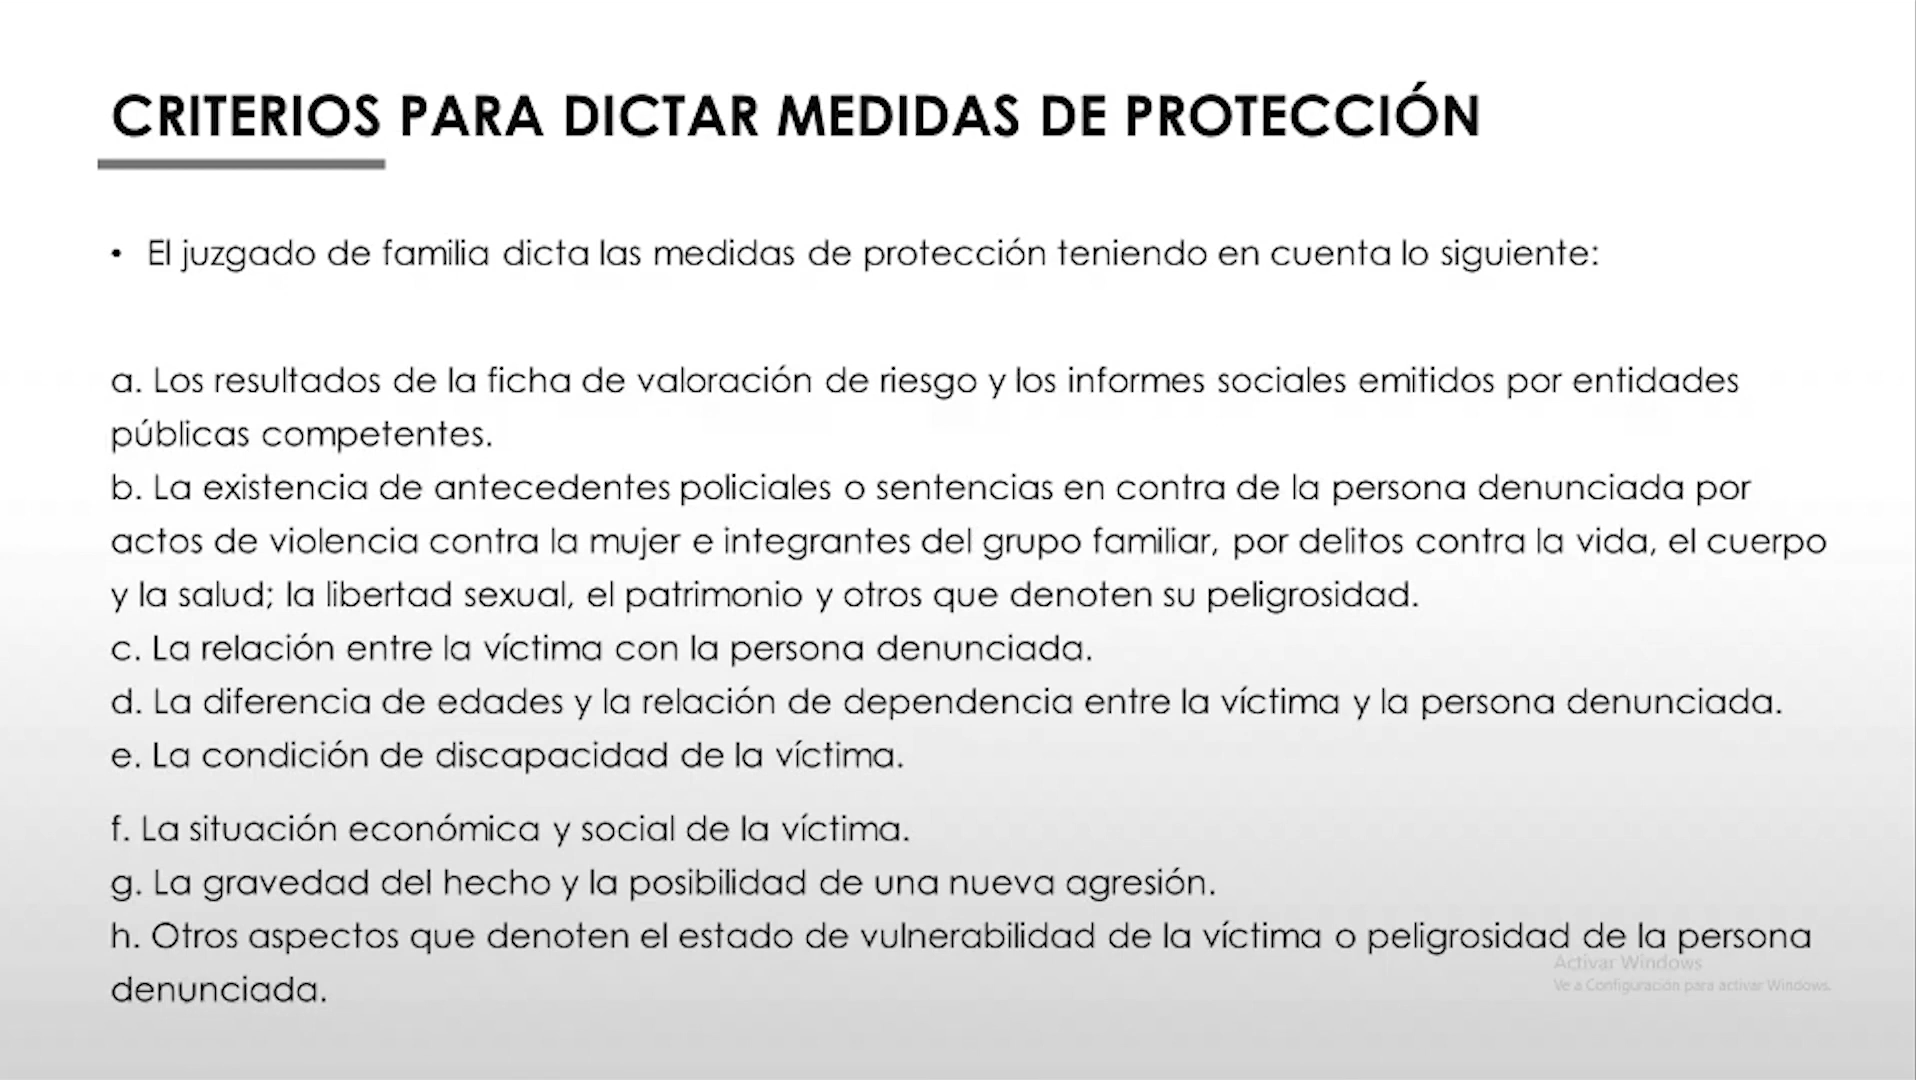 CRITERIOS PARA DICTAR MEDIDAS DE PROTECCIÓN
• El juzgado de familia dicta las medidas de protección teniendo en cuenta lo siguiente:
a. Los resultados de la ficha de valoración de riesgo y los informes sociales emitidos por entidades
públicas competentes.
b. La existencia de antecedentes policiales o sentencias en contra de la persona denunciada por
actos de violencia contra la mujer e integrantes del grupo familiar, por delitos contra la vida, el cuerpo
y la salud; la libertad sexual, el patrimonio y otros que denoten su peligrosidad.
c. La relación entre la víctima con la persona denunciada.
d. La diferencia de edades y la relación de dependencia entre la víctima y la persona denunciada.
e. La condición de discapacidad de la víctima.
f. La situación económica y social de la víctima.
g. La gravedad del hecho y la posibilidad de una nueva agresión.
h. Otros aspectos que denoten el estado de vulnerabilidad de la víctima o peligrosidad de la persona
denunciada.
Activar Windows
Ve a Configuración para activar Windows.